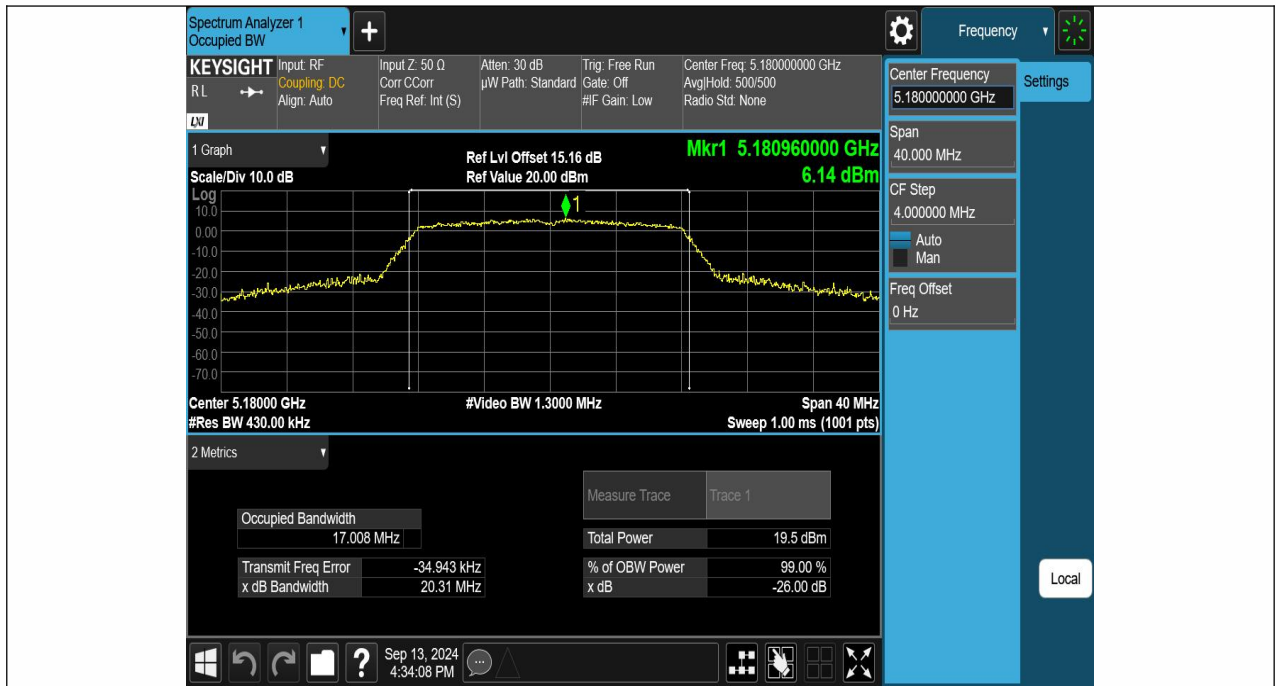 Spectrum Analyzer 1
Occupied BW
+
Frequency
KEYSIGHT
RL
LXI
Input: RF
Coupling: DC
Align: Auto
Input Z: 50 Ω
Corr CCorr
Freq Ref: Int (S)
Atten: 30 dB
µW Path: Standard
Trig: Free Run
Gate: Off
#IF Gain: Low
Center Freq: 5.180000000 GHz
Avg|Hold: 500/500
Radio Std: None
Center Frequency
5.180000000 GHz
Settings
Span
40.000 MHz
CF Step
4.000000 MHz
Auto
Man
Freq Offset
0 Hz
Local
1 Graph
Scale/Div 10.0 dB
Ref Lvl Offset 15.16 dB
Ref Value 20.00 dBm
Mkr1 5.180960000 GHz
6.14 dBm
Log
1
10.0
0.00
-10.0
-20.0
-30.0
-40.0
-50.0
-60.0
-70.0
Center 5.18000 GHz
#Video BW 1.3000 MHz
Span 40 MHz
#Res BW 430.00 kHz
Sweep 1.00 ms (1001 pts)
2 Metrics
Measure Trace Trace 1
Occupied Bandwidth
17.008 MHz
Total Power 19.5 dBm
Transmit Freq Error -34.943 kHz
% of OBW Power 99.00 %
x dB Bandwidth 20.31 MHz
x dB -26.00 dB
?
Sep 13, 2024
4:34:08 PM